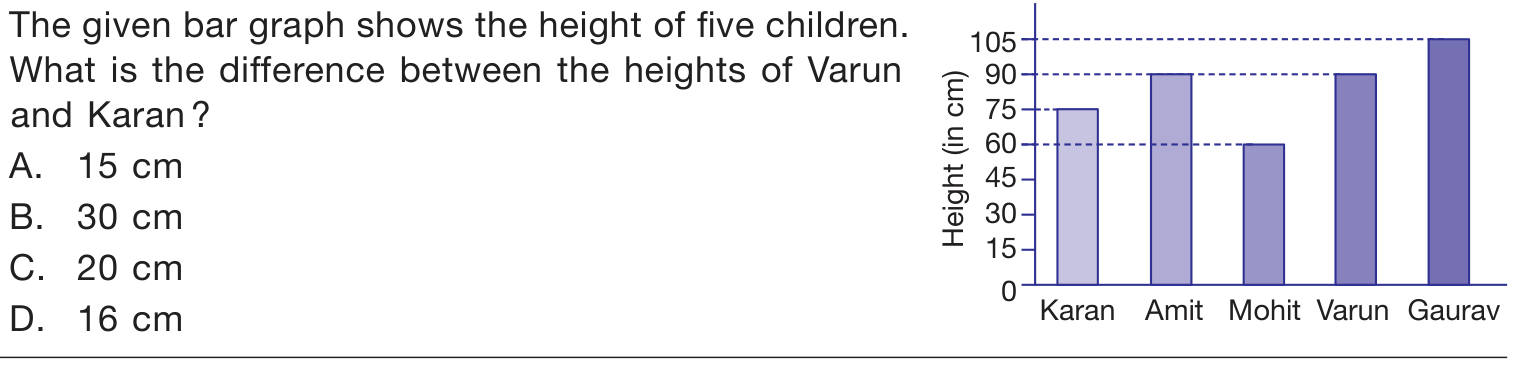 The given bar graph shows the height of five children.
What is the difference between the heights of Varun
and Karan?
A. 15 cm
B. 30 cm
C. 20 cm
D. 16 cm
Height (in cm)
105
90
75
60
45
30
15
0
Karan Amit Mohit Varun Gaurav